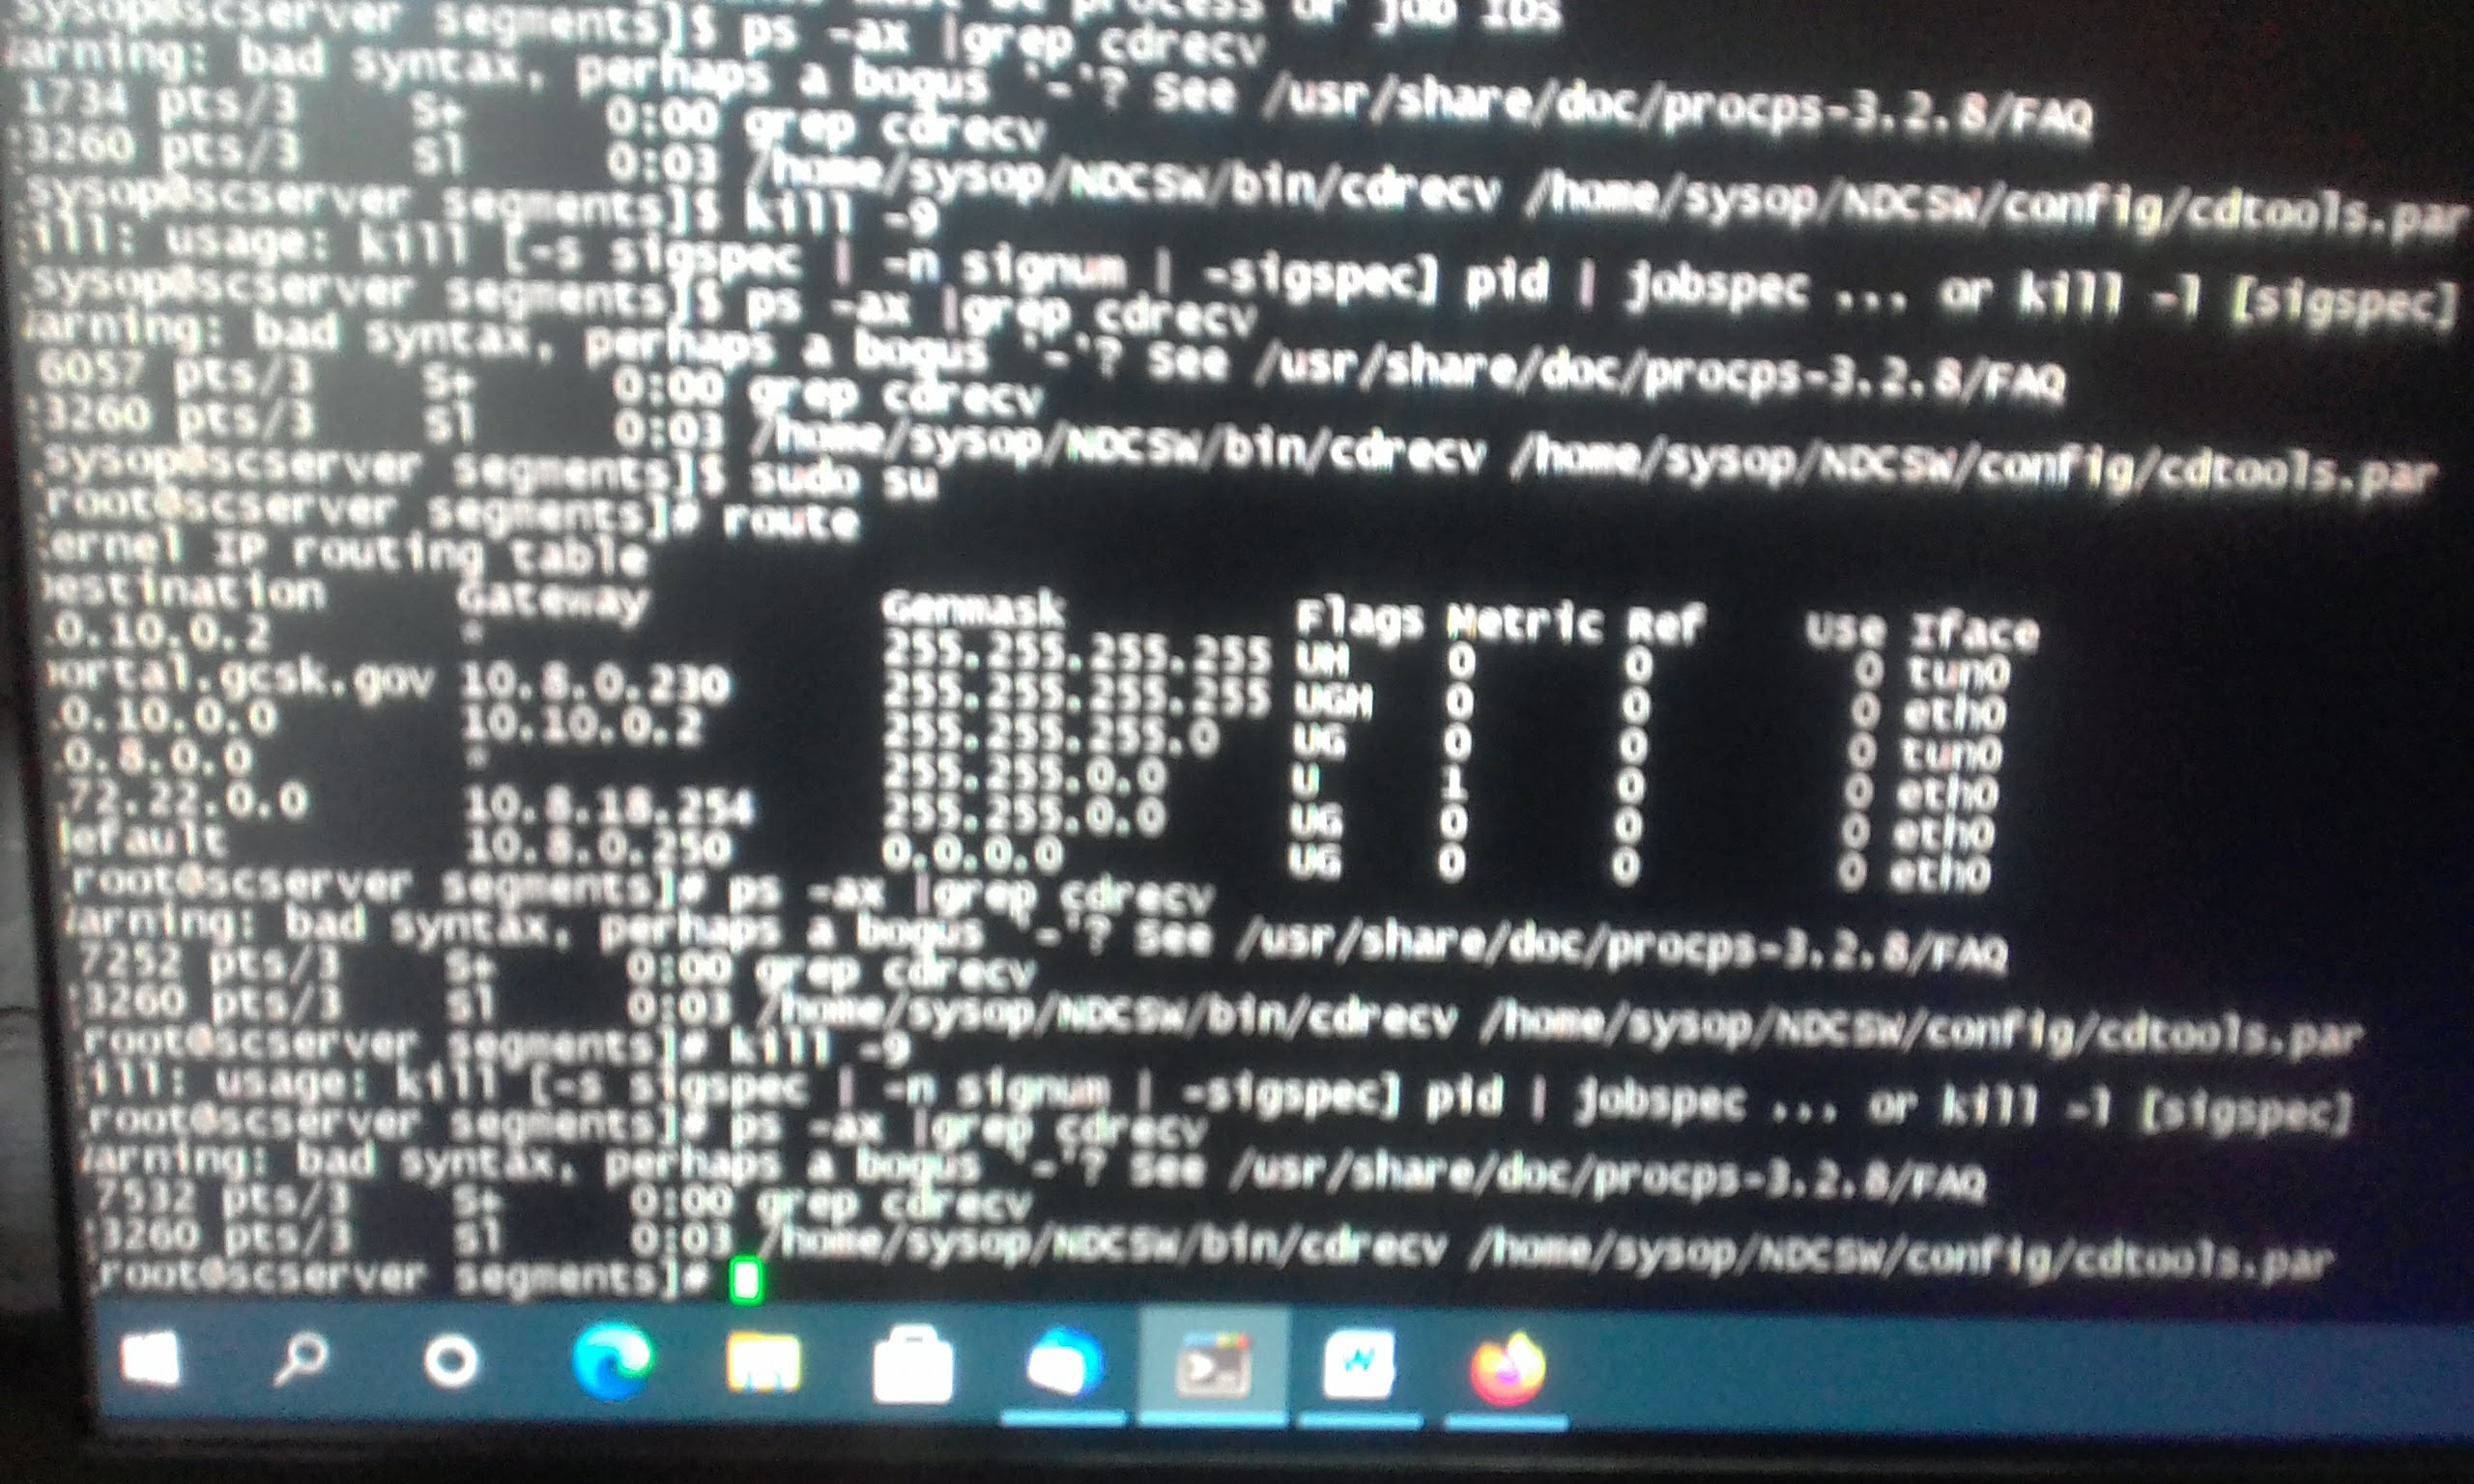 must be process or job IDs
sysop@scserver segments]$ ps -ax |grep cdrecv
arning: bad syntax, perhaps a bogus '-'? See /usr/share/doc/procps-3.2.8/FAQ
1734 pts/3 S+ 0:00 grep cdrecv
3260 pts/3 Sl 0:03 /home/sysop/NDCSW/bin/cdrecv /home/sysop/NDCSW/config/cdtools.par
sysop@scserver segments]$ kill -9
ill: usage: kill [-s sigspec | -n signum | -sigspec] pid | jobspec ... or kill -l [sigspec]
sysop@scserver segments]$ ps -ax |grep cdrecv
arning: bad syntax, perhaps a bogus '-'? See /usr/share/doc/procps-3.2.8/FAQ
6057 pts/3 S+ 0:00 grep cdrecv
3260 pts/3 Sl 0:03 /home/sysop/NDCSW/bin/cdrecv /home/sysop/NDCSW/config/cdtools.par
sysop@scserver segments]$ sudo su
root@scserver segments]# route
ernel IP routing table
estination Gateway Genmask Flags Metric Ref Use Iface
.0.10.0.2 * 255.255.255.255 UH 0 0 0 tun0
ortal.gcsk.gov 10.8.0.230 255.255.255.255 UGH 0 0 0 eth0
.0.10.0.0 10.10.0.2 255.255.255.0 UG 0 0 0 tun0
.0.8.0.0 * 255.255.0.0 U 1 0 0 eth0
72.22.0.0 10.8.18.254 255.255.0.0 UG 0 0 0 eth0
efault 10.8.0.250 0.0.0.0 UG 0 0 0 eth0
root@scserver segments]# ps -ax |grep cdrecv
arning: bad syntax, perhaps a bogus '-'? See /usr/share/doc/procps-3.2.8/FAQ
7252 pts/3 S+ 0:00 grep cdrecv
3260 pts/3 Sl 0:03 /home/sysop/NDCSW/bin/cdrecv /home/sysop/NDCSW/config/cdtools.par
root@scserver segments]# kill -9
ill: usage: kill [-s sigspec | -n signum | -sigspec] pid | jobspec ... or kill -l [sigspec]
root@scserver segments]# ps -ax |grep cdrecv
arning: bad syntax, perhaps a bogus '-'? See /usr/share/doc/procps-3.2.8/FAQ
7532 pts/3 S+ 0:00 grep cdrecv
3260 pts/3 Sl 0:03 /home/sysop/NDCSW/bin/cdrecv /home/sysop/NDCSW/config/cdtools.par
root@scserver segments]#
W